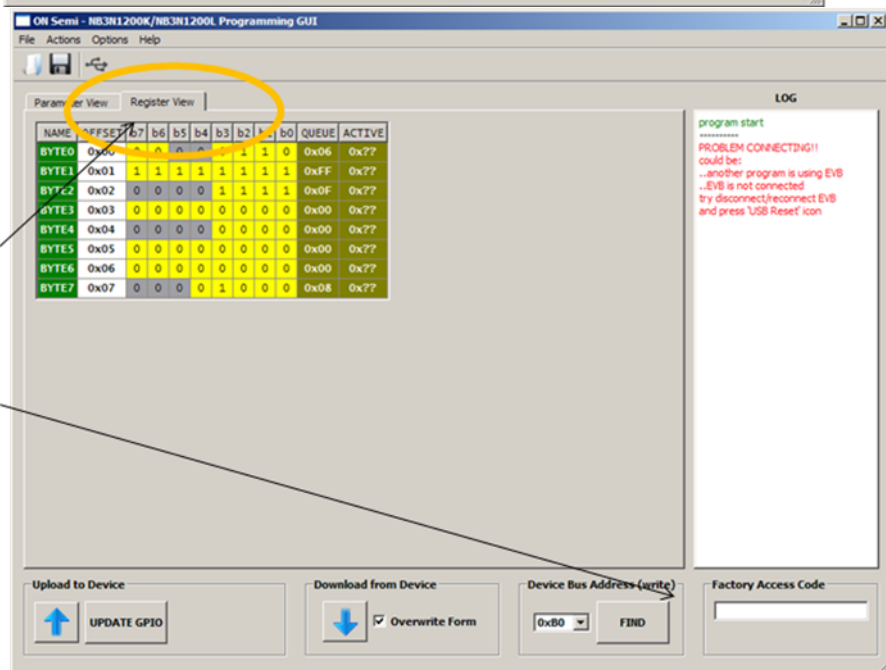 ON Semi - NB3N1200K/NB3N1200L Programming GUI
File Actions Options Help
Parameter View Register View
NAME OFFSET b7 b6 b5 b4 b3 b2 b1 b0 QUEUE ACTIVE
BYTE0 0x00 0 0 0 0 0 1 1 0 0x06 0x??
BYTE1 0x01 1 1 1 1 1 1 1 1 0xFF 0x??
BYTE2 0x02 0 0 0 0 1 1 1 1 0x0F 0x??
BYTE3 0x03 0 0 0 0 0 0 0 0 0x00 0x??
BYTE4 0x04 0 0 0 0 0 0 0 0 0x00 0x??
BYTE5 0x05 0 0 0 0 0 0 0 0 0x00 0x??
BYTE6 0x06 0 0 0 0 0 0 0 0 0x00 0x??
BYTE7 0x07 0 0 0 0 1 0 0 0 0x08 0x??
LOG
program start
----------
PROBLEM CONNECTING!!
could be:
..another program is using EVB
..EVB is not connected
try disconnect/reconnect EVB
and press 'USB Reset' icon
Upload to Device
UPDATE GPIO
Download from Device
Overwrite Form
Device Bus Address (write)
0xB0 FIND
Factory Access Code